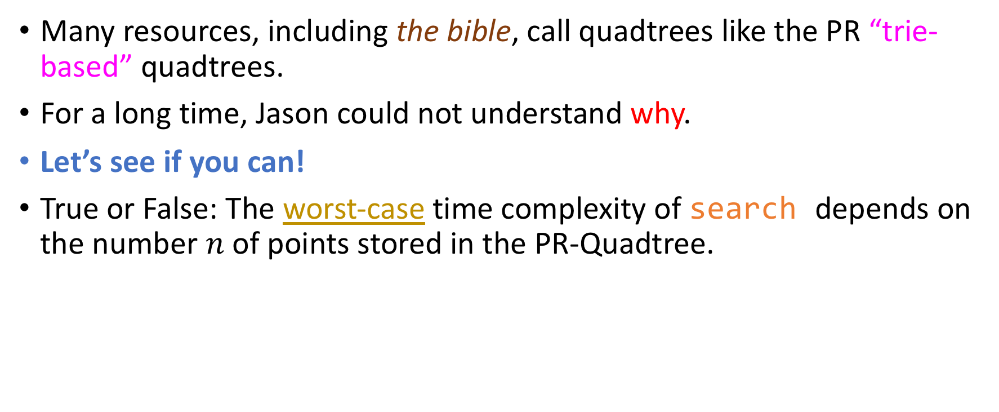 • Many resources, including the bible, call quadtrees like the PR “trie-
based” quadtrees.
• For a long time, Jason could not understand why.
• Let’s see if you can!
• True or False: The worst-case time complexity of search depends on
the number 𝑛 of points stored in the PR-Quadtree.